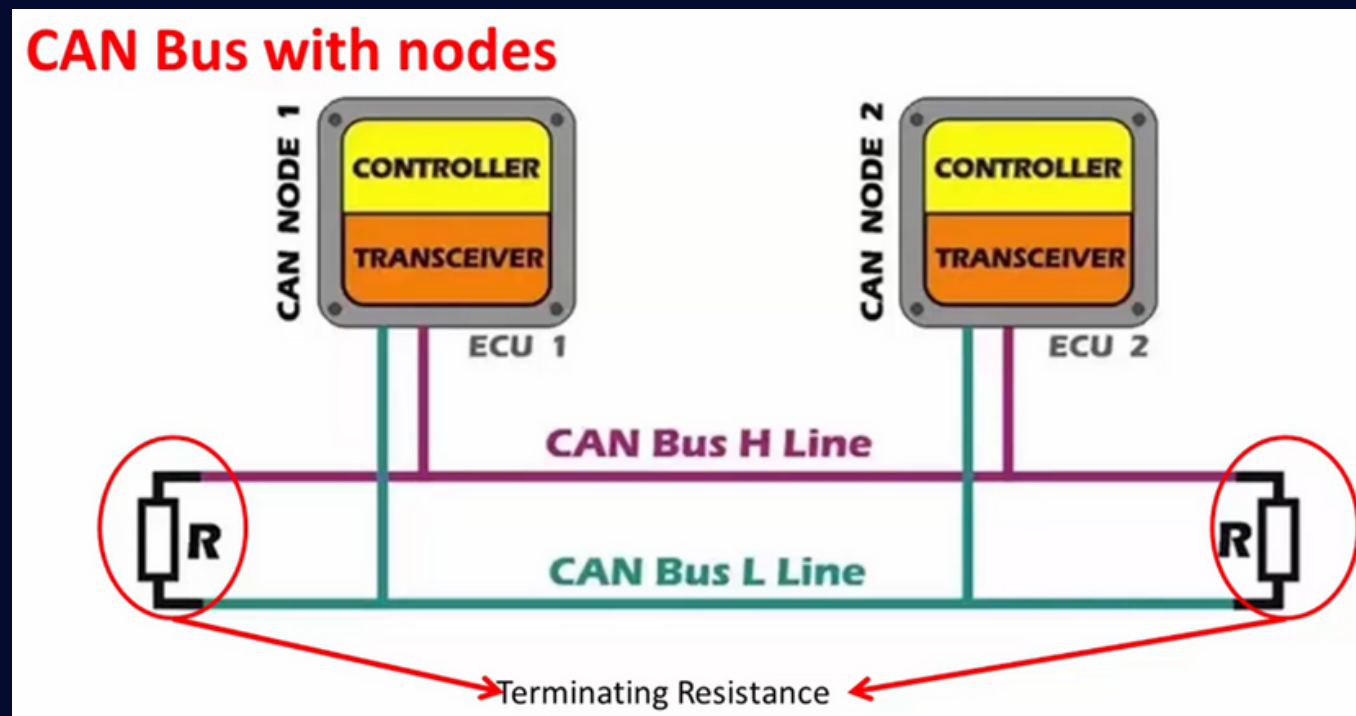 CAN Bus with nodes
CAN NODE 1
CONTROLLER
TRANSCEIVER
ECU 1
CAN NODE 2
CONTROLLER
TRANSCEIVER
ECU 2
CAN Bus H Line
R
R
CAN Bus L Line
Terminating Resistance